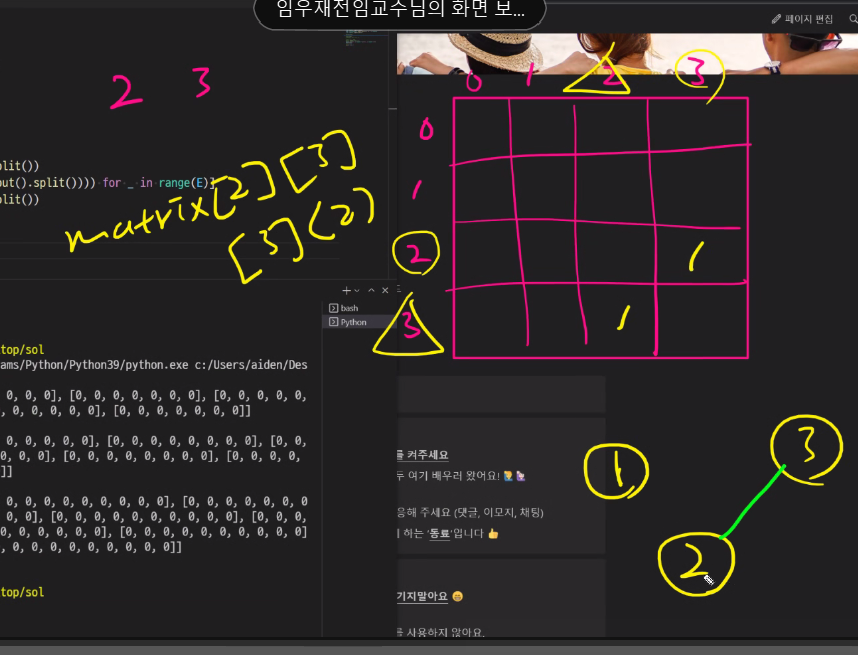 임우재전임교수님의 화면 보...
페이지 편집
2 3
0 1 2 3
0
1
2
3
1
1
plit())
put().split()))) for _ in range(E)]
plit())
matrix[2][3]
[3][2]
bash
Python
top/sol
ams/Python/Python39/python.exe c:/Users/aiden/Des
0, 0, 0], [0, 0, 0, 0, 0, 0, 0], [0, 0, 0, 0, 0,
, 0, 0, 0, 0, 0], [0, 0, 0, 0, 0, 0, 0]]
0, 0, 0, 0, 0], [0, 0, 0, 0, 0, 0, 0, 0], [0, 0,
0, 0, 0], [0, 0, 0, 0, 0, 0, 0, 0], [0, 0, 0, 0,
]]
0, 0, 0, 0, 0, 0, 0, 0, 0], [0, 0, 0, 0, 0, 0
0, 0], [0, 0, 0, 0, 0, 0, 0, 0, 0, 0], [0, 0, 0,
0, 0, 0, 0, 0], [0, 0, 0, 0, 0, 0, 0, 0, 0, 0]
, 0, 0, 0, 0, 0, 0, 0, 0, 0]]
top/sol
를 켜주세요
두 여기 배우러 왔어요!
응해 주세요 (댓글, 이모지, 채팅)
하는 '동료'입니다 👍
기지말아요
를 사용하지 않아요.
1
3
2